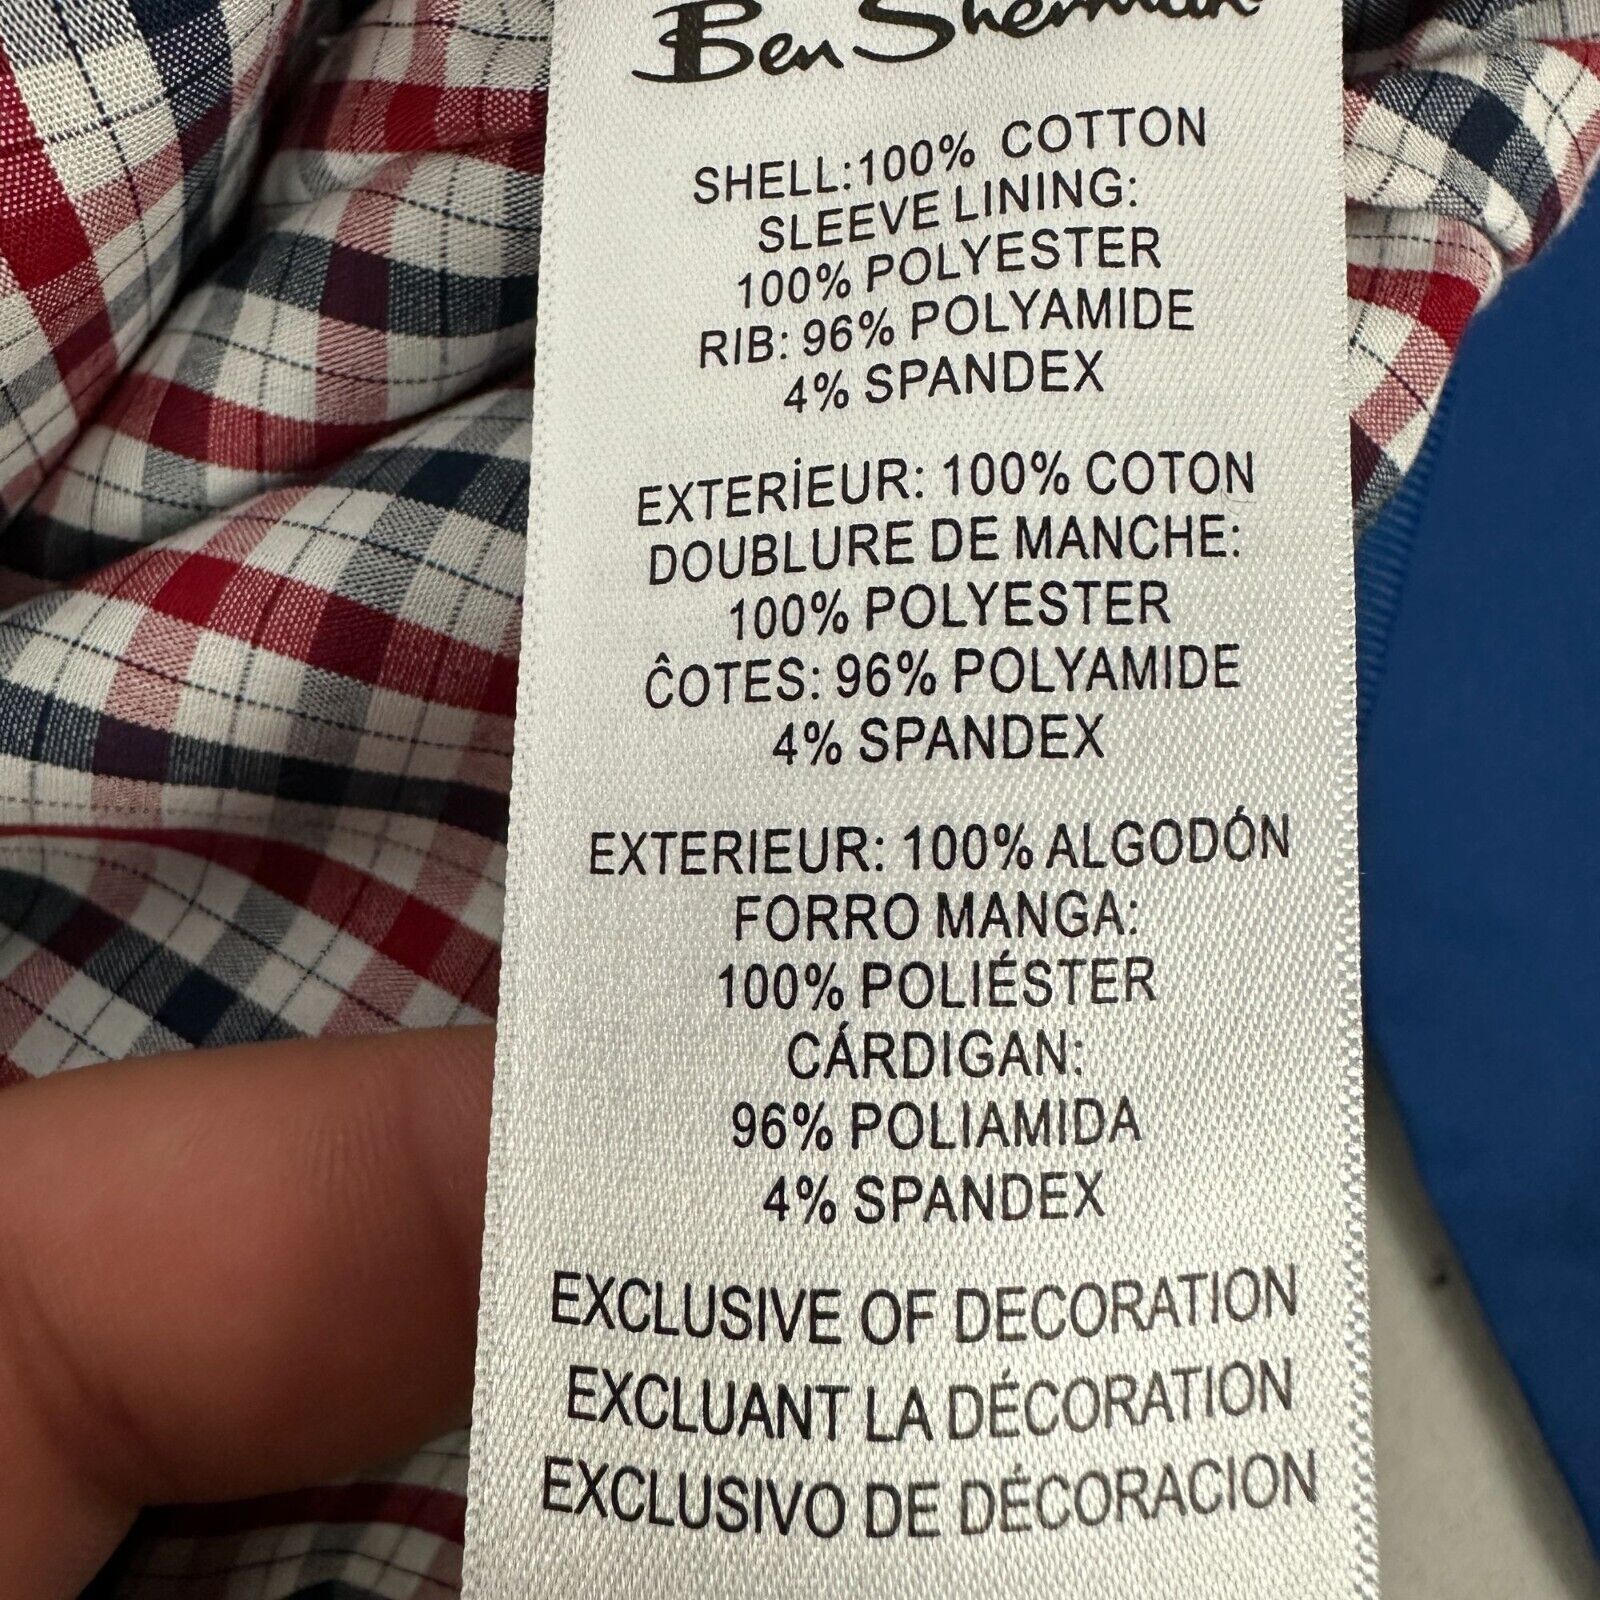 Ben Sherman
SHELL:100% COTTON
SLEEVE LINING:
100% POLYESTER
RIB: 96% POLYAMIDE
4% SPANDEX
EXTERİEUR: 100% COTON
DOUBLURE DE MANCHE:
100% POLYESTER
ĈOTES: 96% POLYAMIDE
4% SPANDEX
EXTERIEUR: 100% ALGODÓN
FORRO MANGA:
100% POLIÉSTER
CÁRDIGAN:
96% POLIAMIDA
4% SPANDEX
EXCLUSIVE OF DECORATION
EXCLUANT LA DÉCORATION
EXCLUSIVO DE DÉCORACION